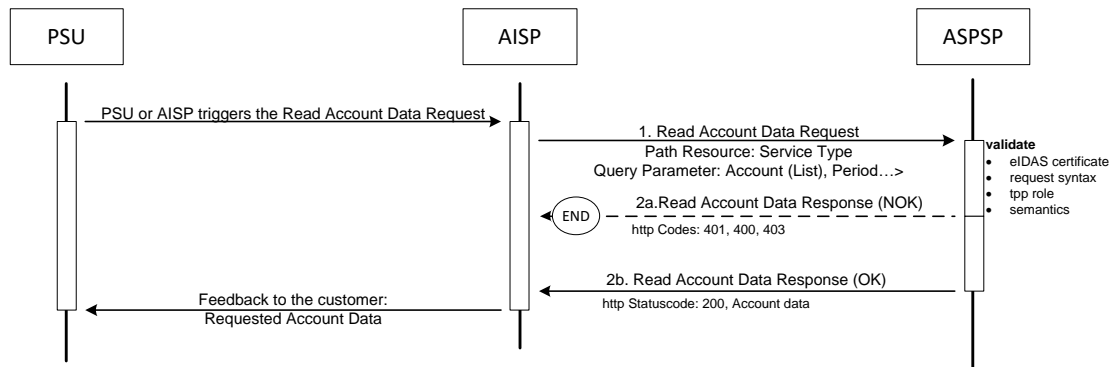 PSU
AISP
ASPSP
PSU or AISP triggers the Read Account Data Request
1. Read Account Data Request
Path Resource: Service Type
Query Parameter: Account (List), Period…>
validate
• eIDAS certificate
• request syntax
• tpp role
• semantics
2a.Read Account Data Response (NOK)
END
http Codes: 401, 400, 403
2b. Read Account Data Response (OK)
http Statuscode: 200, Account data
Feedback to the customer:
Requested Account Data